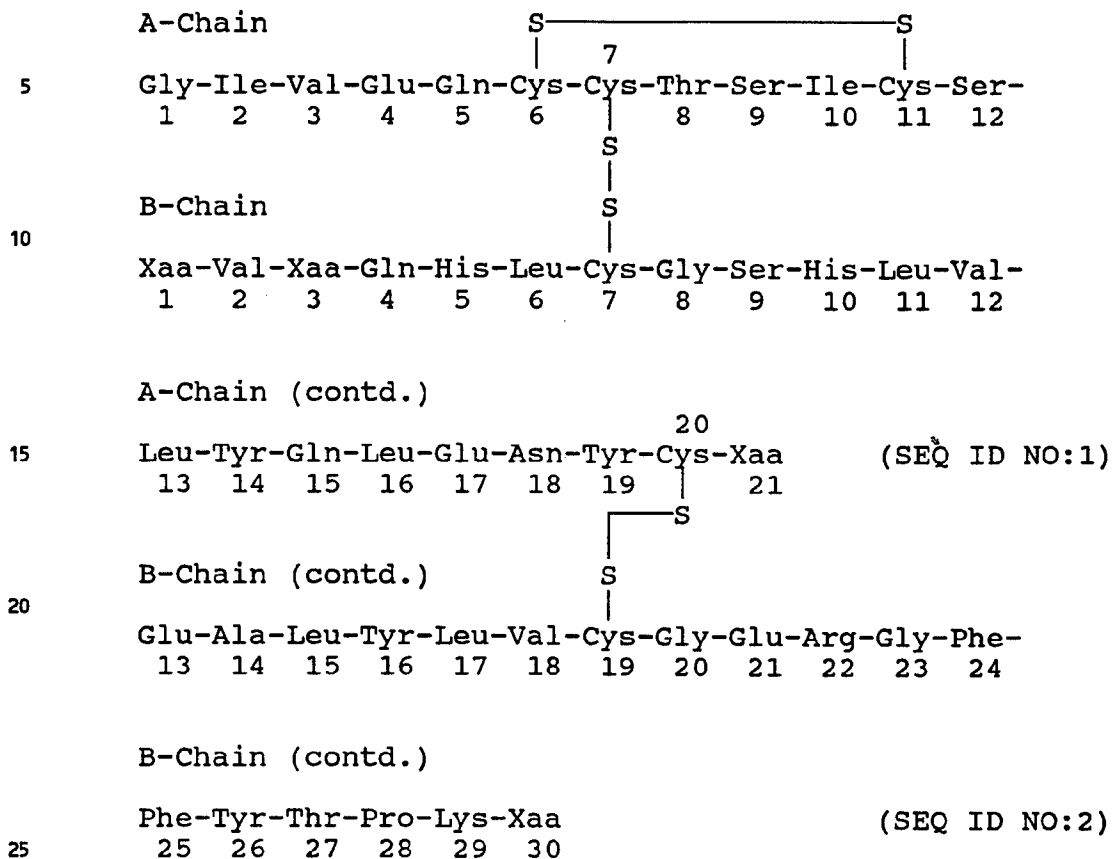 A-Chain S S
7
5 Gly-Ile-Val-Glu-Gln-Cys-Cys-Thr-Ser-Ile-Cys-Ser-
1 2 3 4 5 6 8 9 10 11 12
S
B-Chain S
10
Xaa-Val-Xaa-Gln-His-Leu-Cys-Gly-Ser-His-Leu-Val-
1 2 3 4 5 6 7 8 9 10 11 12
A-Chain (contd.)
20
15 Leu-Tyr-Gln-Leu-Glu-Asn-Tyr-Cys-Xaa (SEQ ID NO:1)
13 14 15 16 17 18 19 21
S
B-Chain (contd.) S
20
Glu-Ala-Leu-Tyr-Leu-Val-Cys-Gly-Glu-Arg-Gly-Phe-
13 14 15 16 17 18 19 20 21 22 23 24
B-Chain (contd.)
Phe-Tyr-Thr-Pro-Lys-Xaa (SEQ ID NO:2)
25 25 26 27 28 29 30